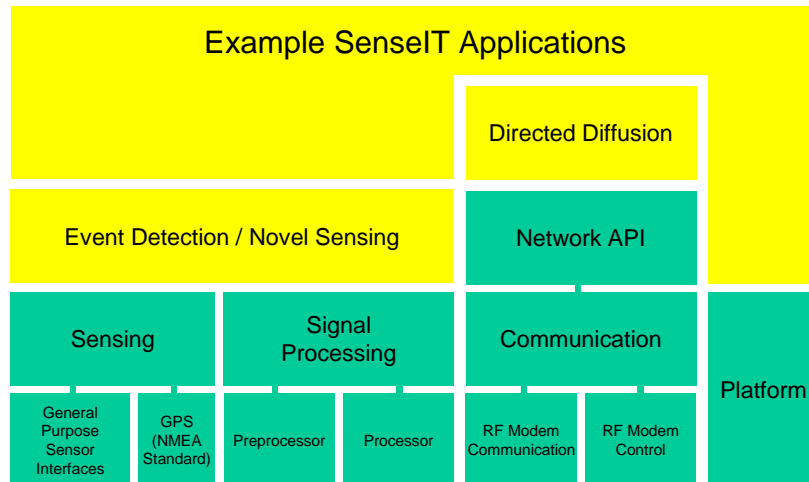 Example SenseIT Applications
Directed Diffusion
Event Detection / Novel Sensing
Network API
Sensing
Signal
Processing
Communication
Platform
General
Purpose
Sensor
Interfaces
GPS
(NMEA
Standard)
Preprocessor
Processor
RF Modem
Communication
RF Modem
Control